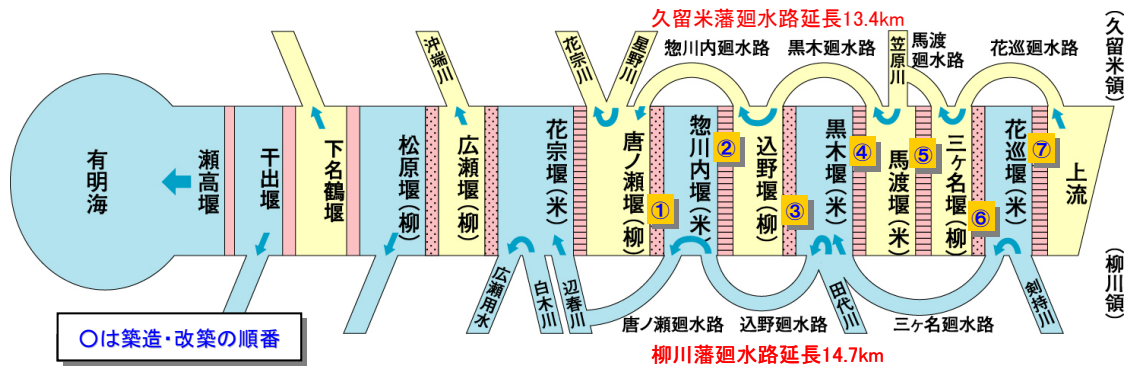 久留米藩廻水路延長13.4km
(久留米領)
沖端川
花宗川
星野川
惣川内廻水路
黒木廻水路
笠原川
馬渡
廻水路
花巡廻水路
有明海
瀬高堰
干出堰
下名鶴堰
松原堰(柳)
広瀬堰(柳)
花宗堰(米)
唐ノ瀬堰(柳)
①
惣川内堰(米)
②
込野堰(柳)
③
黒木堰(米)
④
馬渡堰(米)
⑤
三ヶ名堰(柳)
⑥
花巡堰(米)
⑦
上流
広瀬用水
白木川
辺春川
唐ノ瀬廻水路
込野廻水路
田代川
三ヶ名廻水路
剣持川
(柳川領)
〇は築造・改築の順番
柳川藩廻水路延長14.7km